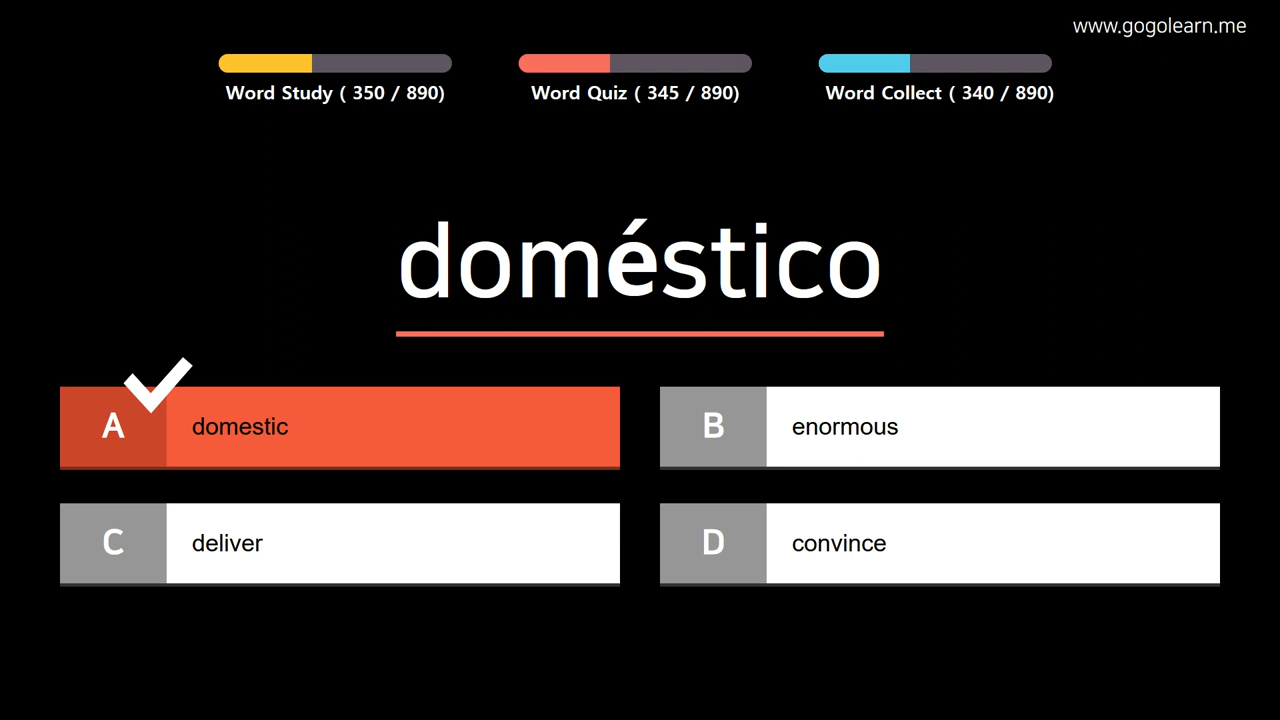 www.gogolearn.me
Word Study ( 350 / 890)
Word Quiz ( 345 / 890)
Word Collect ( 340 / 890)
doméstico
A domestic
B enormous
C deliver
D convince